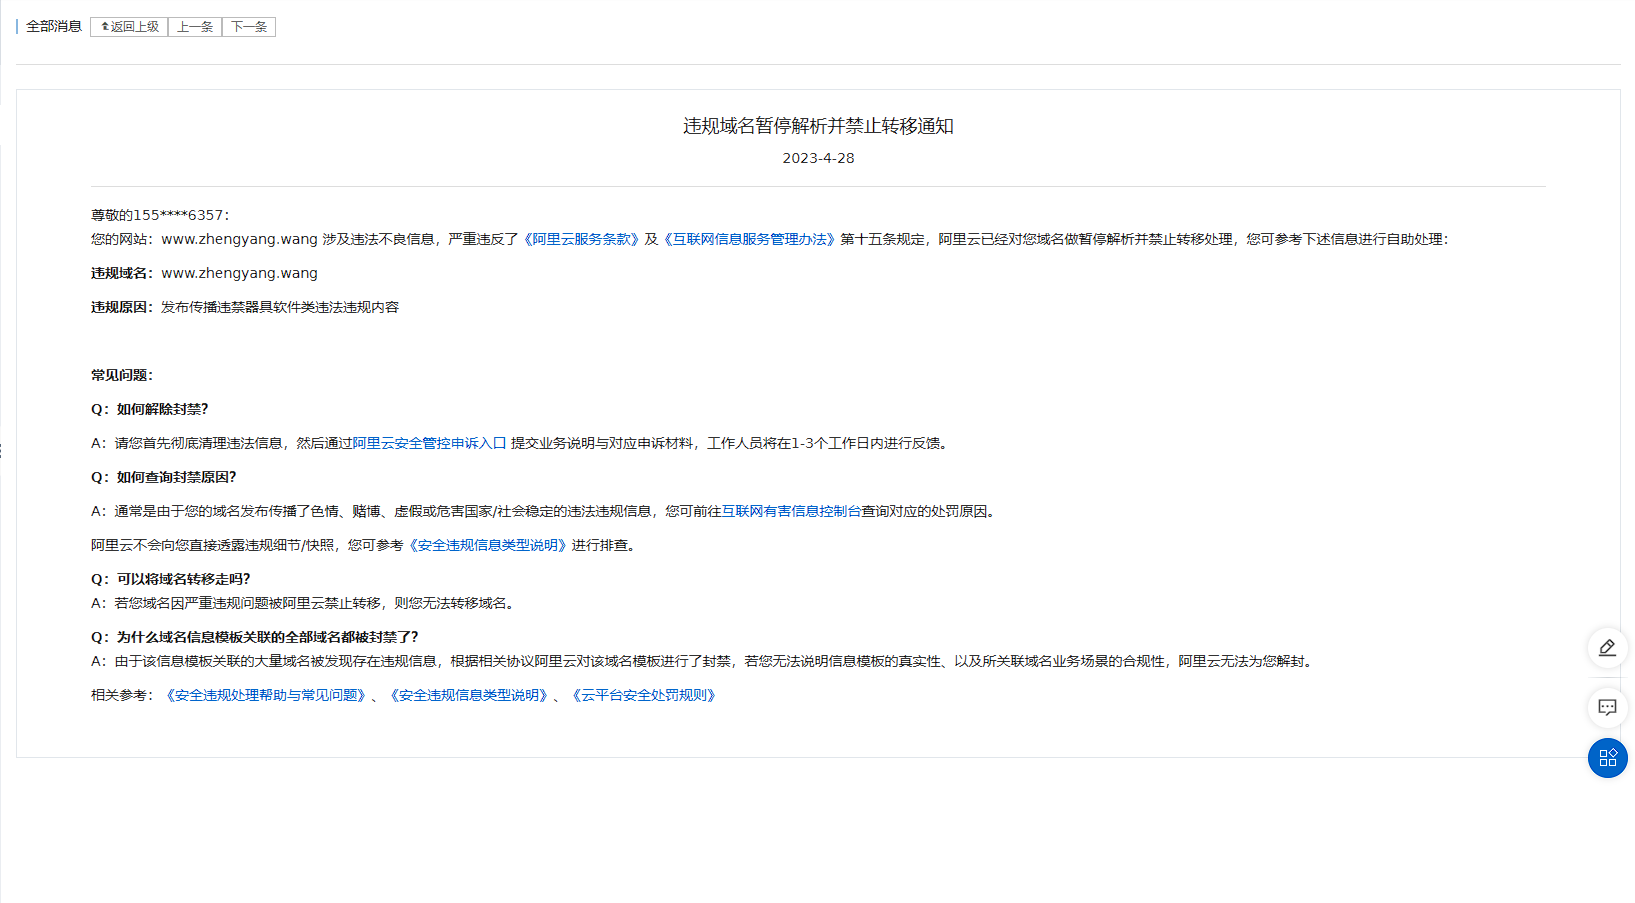 全部消息 返回上级 上一条 下一条
违规域名暂停解析并禁止转移通知
2023-4-28
尊敬的155****6357：
您的网站：www.zhengyang.wang 涉及违法不良信息，严重违反了《阿里云服务条款》及《互联网信息服务管理办法》第十五条规定，阿里云已经对您域名做暂停解析并禁止转移处理，您可参考下述信息进行自助处理：
违规域名：www.zhengyang.wang
违规原因：发布传播违禁器具软件类违法违规内容
常见问题：
Q：如何解除封禁？
A：请您首先彻底清理违法信息，然后通过阿里云安全管控申诉入口 提交业务说明与对应申诉材料，工作人员将在1-3个工作日内进行反馈。
Q：如何查询封禁原因？
A：通常是由于您的域名发布传播了色情、赌博、虚假或危害国家/社会稳定的违法违规信息，您可前往互联网有害信息控制台查询对应的处罚原因。
阿里云不会向您直接透露违规细节/快照，您可参考《安全违规信息类型说明》进行排查。
Q：可以将域名转移走吗？
A：若您域名因严重违规问题被阿里云禁止转移，则您无法转移域名。
Q：为什么域名信息模板关联的全部域名都被封禁了？
A：由于该信息模板关联的大量域名被发现存在违规信息，根据相关协议阿里云对该域名模板进行了封禁，若您无法说明信息模板的真实性、以及所关联域名业务场景的合规性，阿里云无法为您解封。
相关参考：《安全违规处理帮助与常见问题》、《安全违规信息类型说明》、《云平台安全处罚规则》